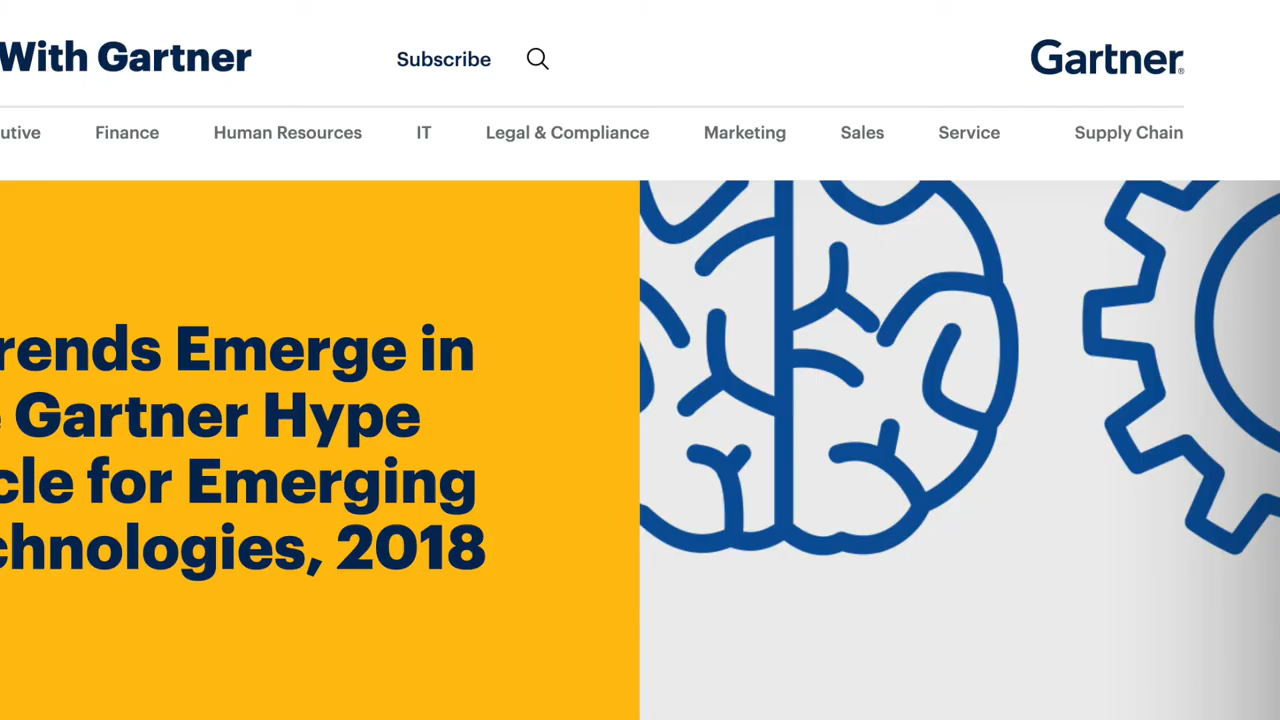 With Gartner
Subscribe
Gartner®
utive Finance Human Resources IT Legal & Compliance Marketing Sales Service Supply Chain
rends Emerge in
e Gartner Hype
cle for Emerging
chnologies, 2018